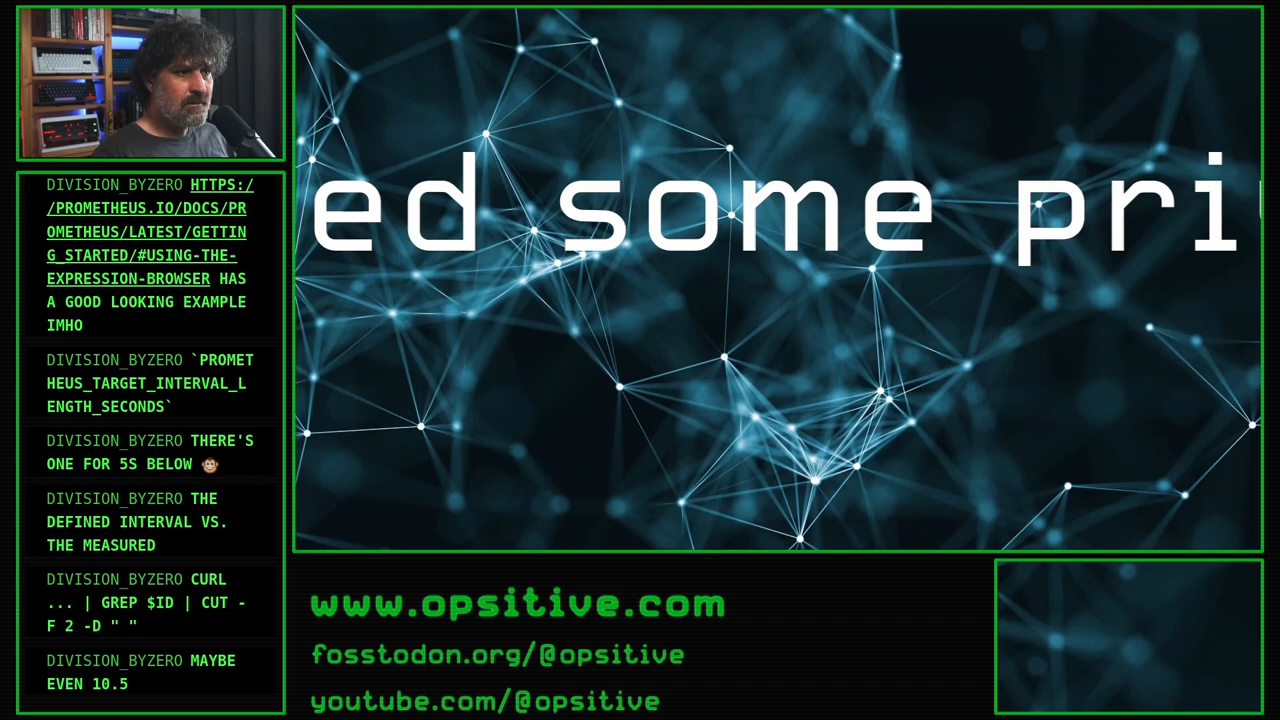 DIVISION_BYZERO HTTPS:/
/PROMETHEUS.IO/DOCS/PR
OMETHEUS/LATEST/GETTIN
G_STARTED/#USING-THE-
EXPRESSION-BROWSER HAS
A GOOD LOOKING EXAMPLE
IMHO
DIVISION_BYZERO `PROMET
HEUS_TARGET_INTERVAL_L
ENGTH_SECONDS`
DIVISION_BYZERO THERE'S
ONE FOR 5S BELOW 🐵
DIVISION_BYZERO THE
DEFINED INTERVAL VS.
THE MEASURED
DIVISION_BYZERO CURL
... | GREP $ID | CUT -
F 2 -D " "
DIVISION_BYZERO MAYBE
EVEN 10.5
ed some pri
www.opsitive.com
fosstodon.org/@opsitive
youtube.com/@opsitive